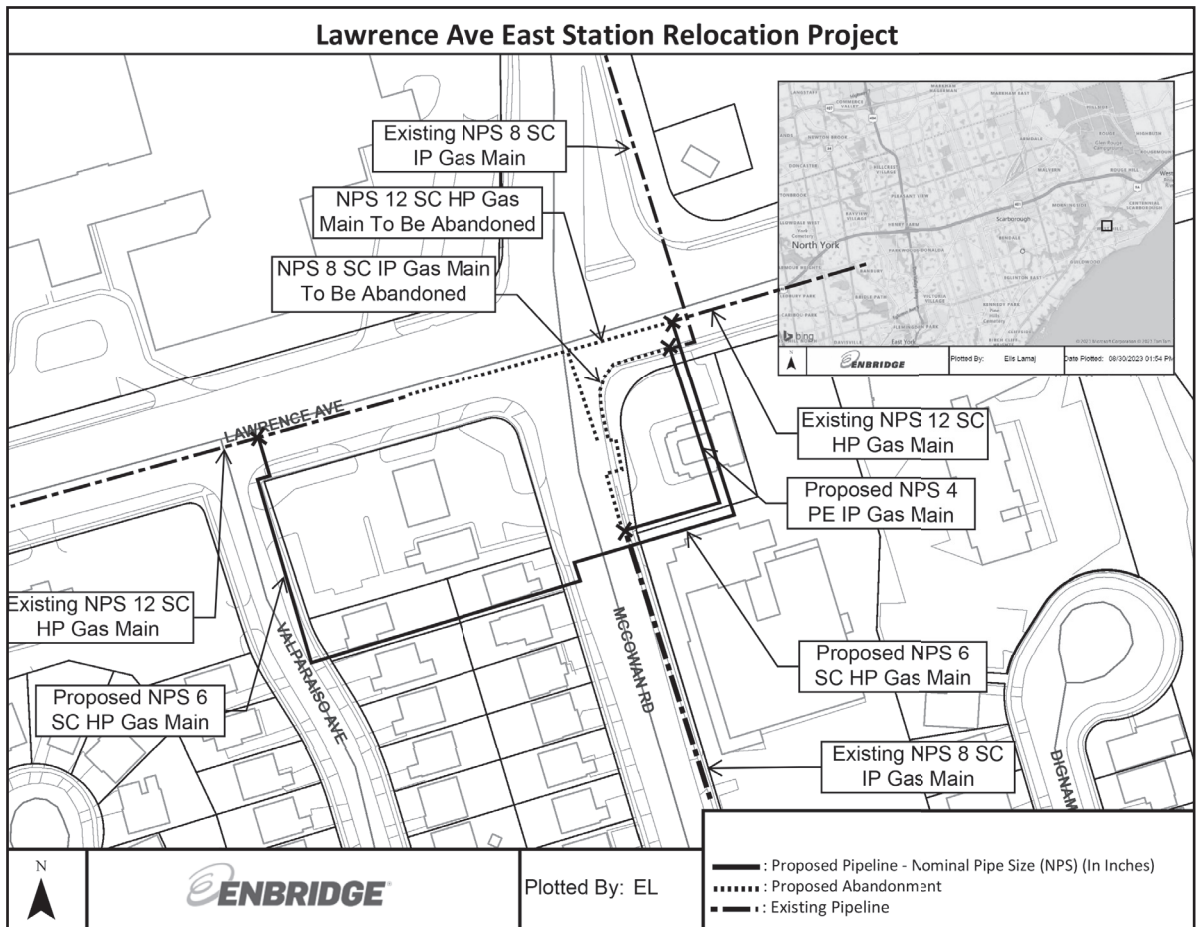 Lawrence Ave East Station Relocation Project
Existing NPS 8 SC
IP Gas Main
NPS 12 SC HP Gas
Main To Be Abandoned
NPS 8 SC IP Gas Main
To Be Abandoned
North York
Scarborough
East York
bing
N
ENBRIDGE
Plotted By: Elis Lamaj
Date Plotted: 08/30/2023 01:54 PM
LAWRENCE AVE
Existing NPS 12 SC
HP Gas Main
Proposed NPS 4
PE IP Gas Main
Existing NPS 12 SC
HP Gas Main
VALPARAISO AVE
MCCOWAN RD
Proposed NPS 6
SC HP Gas Main
Proposed NPS 6
SC HP Gas Main
Existing NPS 8 SC
IP Gas Main
DIGNAM
N
ENBRIDGE
Plotted By: EL
: Proposed Pipeline - Nominal Pipe Size (NPS) (In Inches)
: Proposed Abandonment
: Existing Pipeline